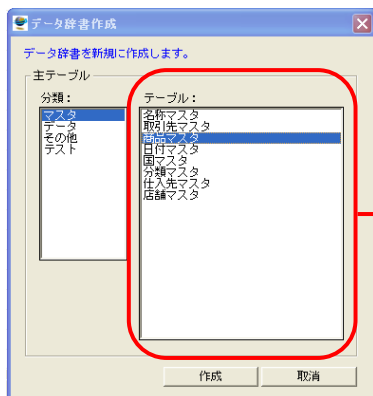 データ辞書作成
データ辞書を新規に作成します。
主テーブル
分類：
マスタ
データ
その他
テスト
テーブル：
名称マスタ
取引先マスタ
商品マスタ
日付マスタ
国マスタ
分類マスタ
仕入先マスタ
店舗マスタ
作成
取消